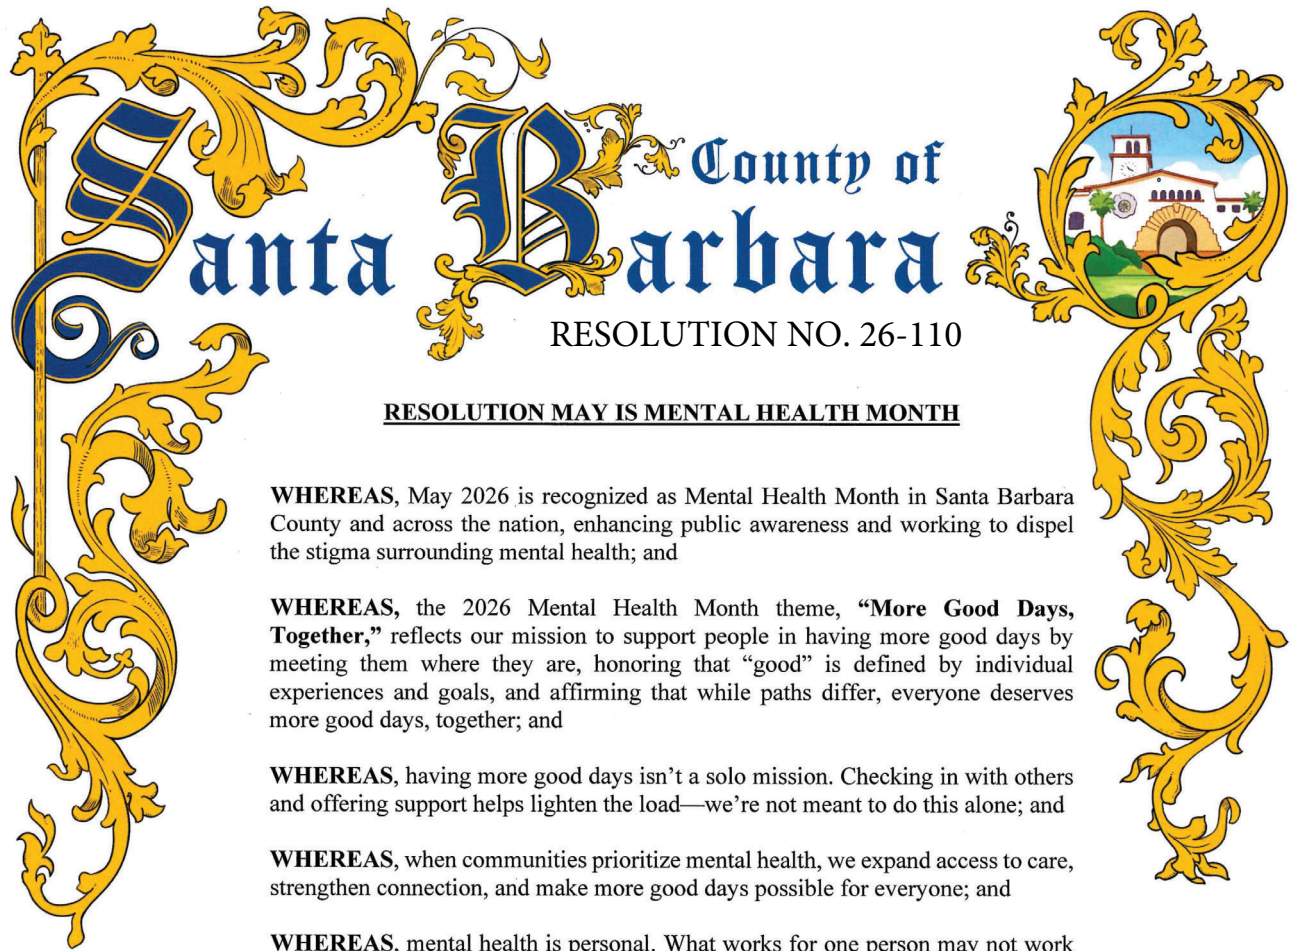 County of
Santa Barbara
RESOLUTION NO. 26-110
RESOLUTION MAY IS MENTAL HEALTH MONTH
WHEREAS, May 2026 is recognized as Mental Health Month in Santa Barbara
County and across the nation, enhancing public awareness and working to dispel
the stigma surrounding mental health; and
WHEREAS, the 2026 Mental Health Month theme, “More Good Days,
Together,” reflects our mission to support people in having more good days by
meeting them where they are, honoring that “good” is defined by individual
experiences and goals, and affirming that while paths differ, everyone deserves
more good days, together; and
WHEREAS, having more good days isn’t a solo mission. Checking in with others
and offering support helps lighten the load—we’re not meant to do this alone; and
WHEREAS, when communities prioritize mental health, we expand access to care,
strengthen connection, and make more good days possible for everyone; and
WHEREAS, mental health is personal. What works for one person may not work